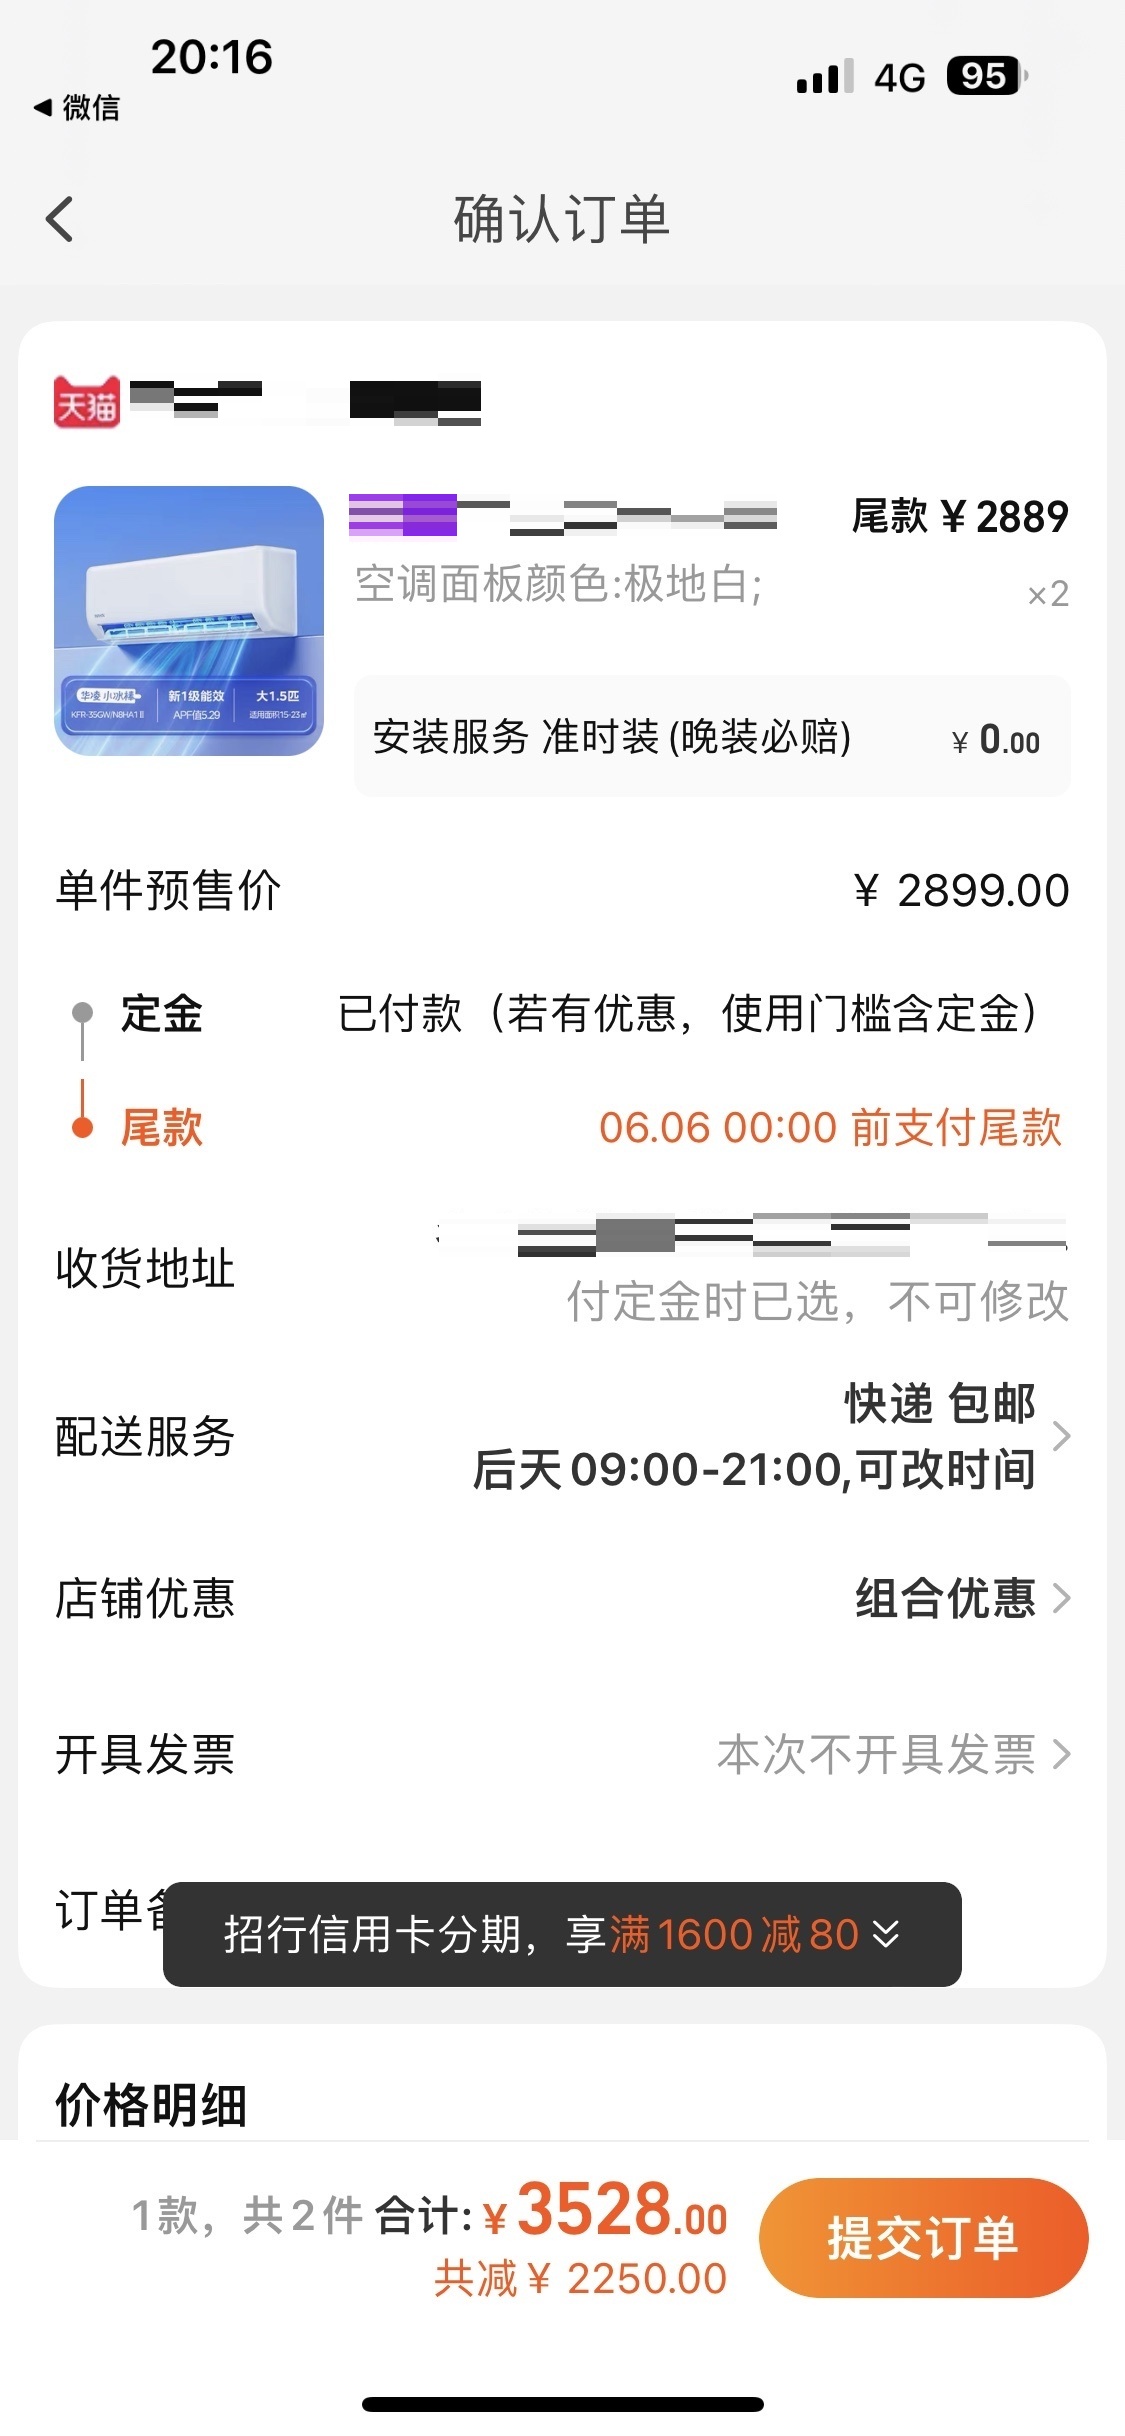 20:16
4G 95
微信
确认订单
天猫
尾款 ¥ 2889
空调面板颜色:极地白;
×2
华凌 小冰棒
KFR-35GW/N8HA1Ⅱ
新1级能效
APF值5.29
大1.5匹
适用面积15-23㎡
安装服务 准时装(晚装必赔) ¥ 0.00
单件预售价 ¥ 2899.00
定金 已付款（若有优惠，使用门槛含定金）
尾款 06.06 00:00 前支付尾款
收货地址
付定金时已选，不可修改
配送服务
快递 包邮
后天09:00-21:00,可改时间
店铺优惠 组合优惠
开具发票 本次不开具发票
订单
招行信用卡分期，享满1600减80
价格明细
1款，共2件 合计: ¥ 3528.00
共减 ¥ 2250.00
提交订单